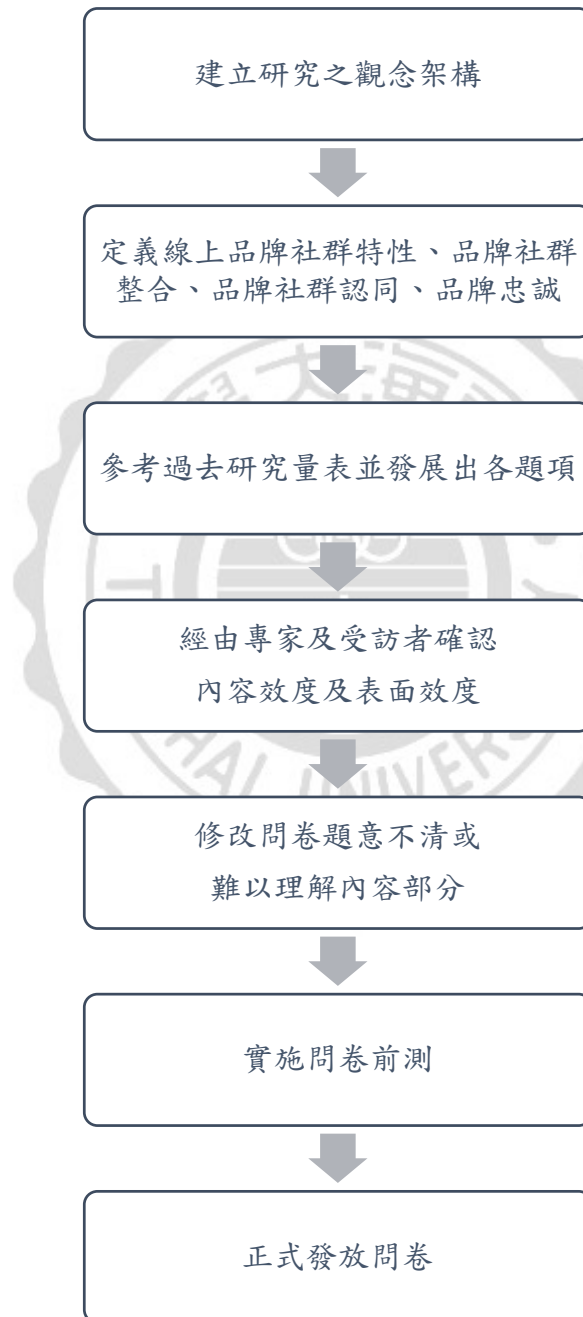 建立研究之觀念架構
定義線上品牌社群特性、品牌社群
整合、品牌社群認同、品牌忠誠
參考過去研究量表並發展出各題項
經由專家及受訪者確認
內容效度及表面效度
修改問卷題意不清或
難以理解內容部分
實施問卷前測
正式發放問卷